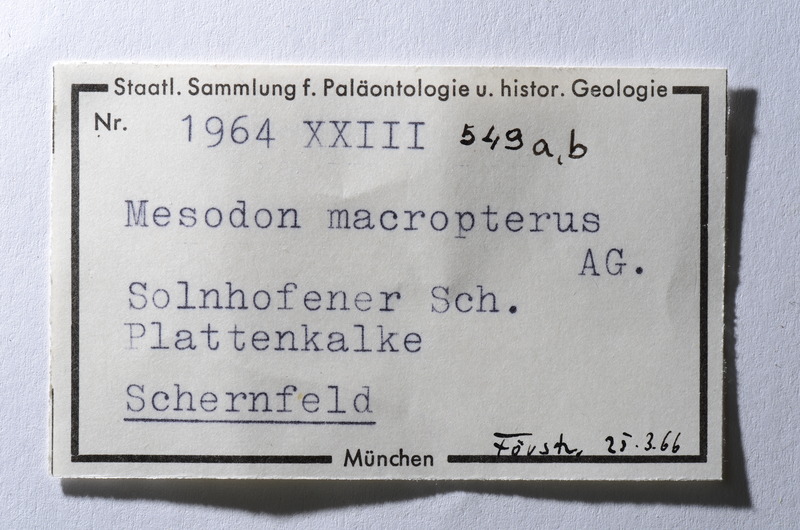 Staatl. Sammlung f. Paläontologie u. histor. Geologie
Nr. 1964 XXIII 549 a,b
Mesodon macropterus
AG.
Solnhofener Sch.
Plattenkalke
Schernfeld
München
25.3.66